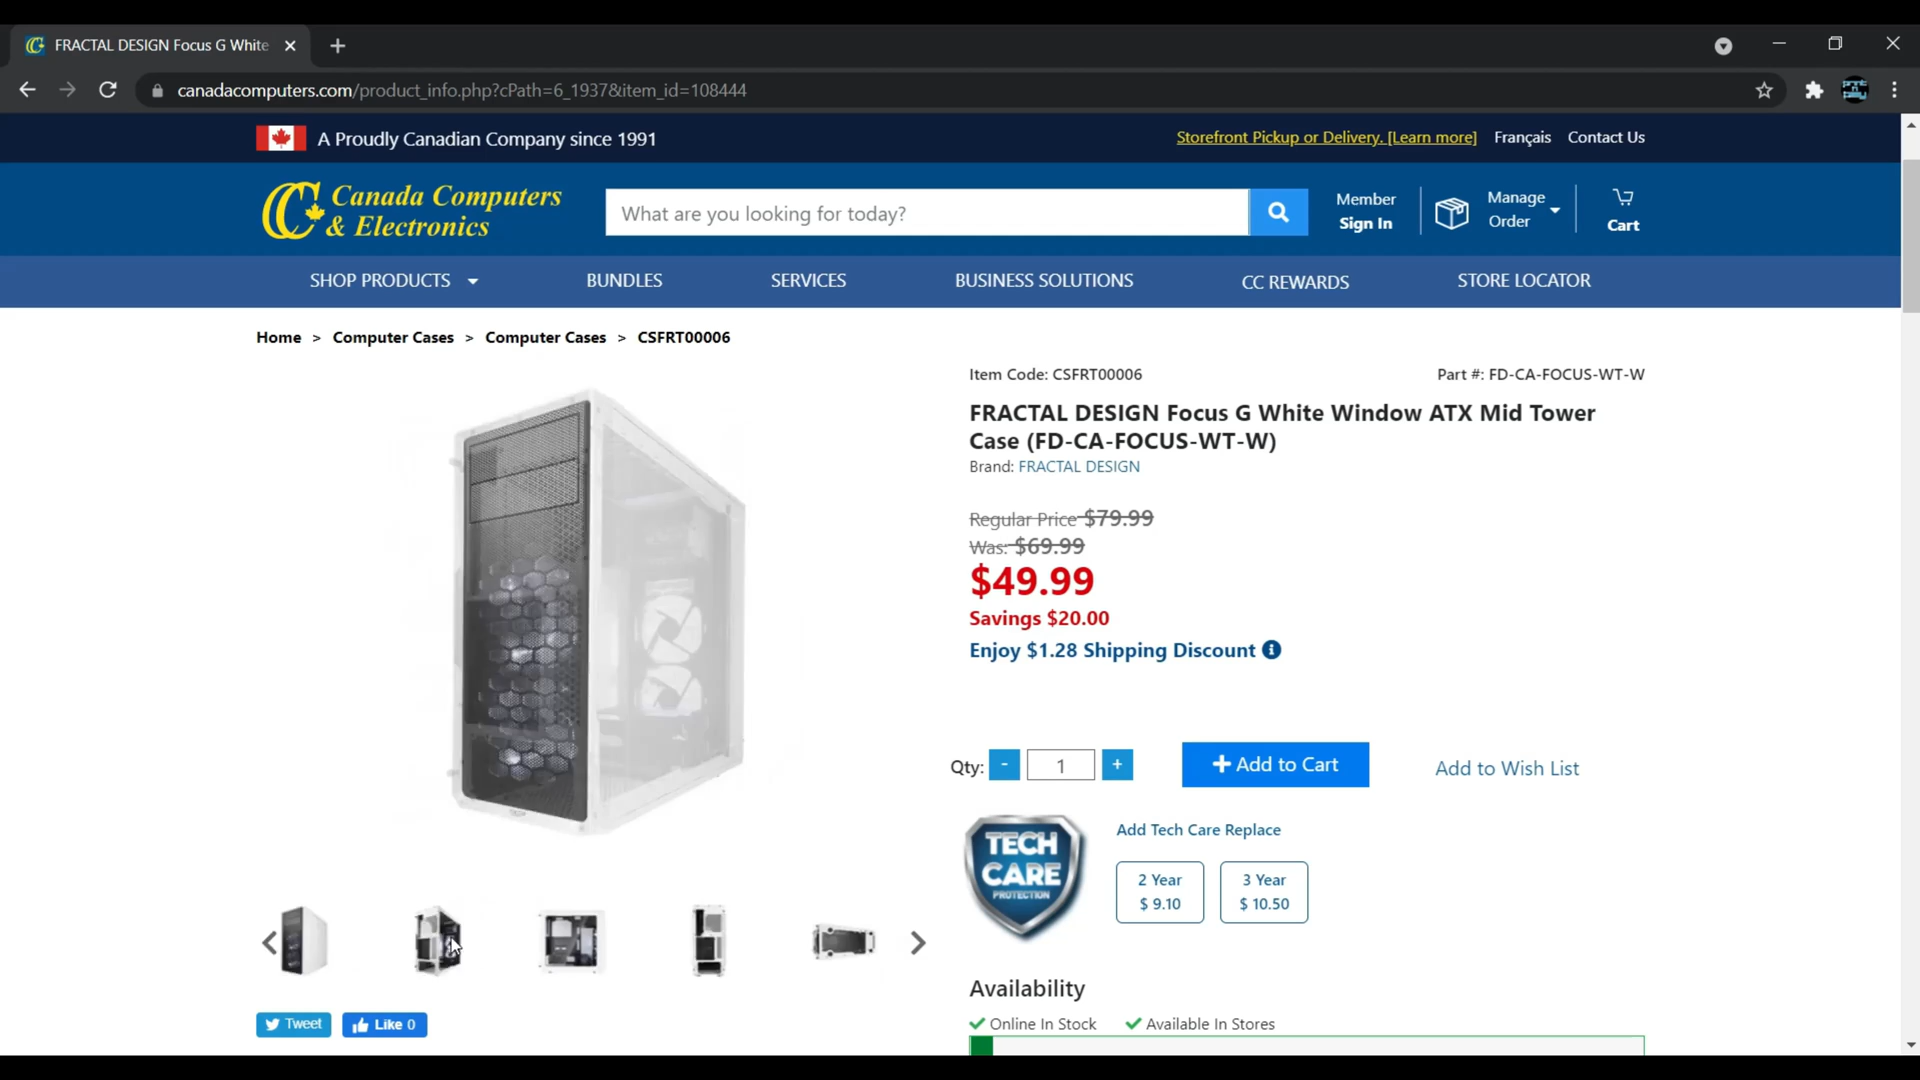 FRACTAL DESIGN Focus G White
canadacomputers.com/product_info.php?cPath=6_1937&item_id=108444
A Proudly Canadian Company since 1991
Storefront Pickup or Delivery. [Learn more]
Français
Contact Us
Canada Computers
& Electronics
What are you looking for today?
Member
Sign In
Manage
Order
Cart
SHOP PRODUCTS
BUNDLES
SERVICES
BUSINESS SOLUTIONS
CC REWARDS
STORE LOCATOR
Home > Computer Cases > Computer Cases > CSFRT00006
Item Code: CSFRT00006
Part #: FD-CA-FOCUS-WT-W
FRACTAL DESIGN Focus G White Window ATX Mid Tower
Case (FD-CA-FOCUS-WT-W)
Brand: FRACTAL DESIGN
Regular Price $79.99
Was: $69.99
$49.99
Savings $20.00
Enjoy $1.28 Shipping Discount
Qty: - 1 +
+ Add to Cart
Add to Wish List
TECH
CARE
PROTECTION
Add Tech Care Replace
2 Year
$ 9.10
3 Year
$ 10.50
Tweet
Like 0
Availability
Online In Stock
Available In Stores